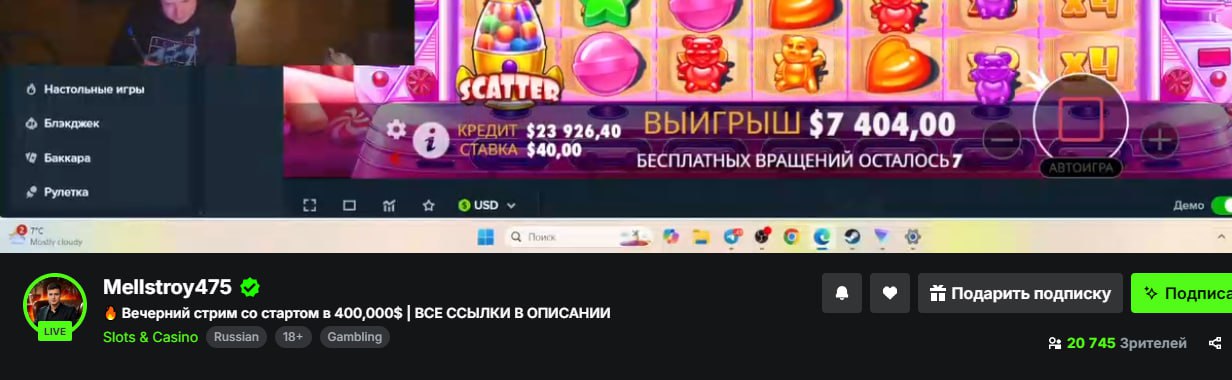 x4
SCATTER
x4
Настольные игры
Блэкджек
Баккара
Рулетка
КРЕДИТ $23 926,40
СТАВКА $40,00
ВЫИГРЫШ $7 404,00
БЕСПЛАТНЫХ ВРАЩЕНИЙ ОСТАЛОСЬ 7
АВТОИГРА
USD
Демо
2
7°C
Mostly cloudy
Поиск
Mellstroy475
LIVE
🔥 Вечерний стрим со стартом в 400,000$ | ВСЕ ССЫЛКИ В ОПИСАНИИ
Slots & Casino Russian 18+ Gambling
Подарить подписку
Подписа
20 745 Зрителей